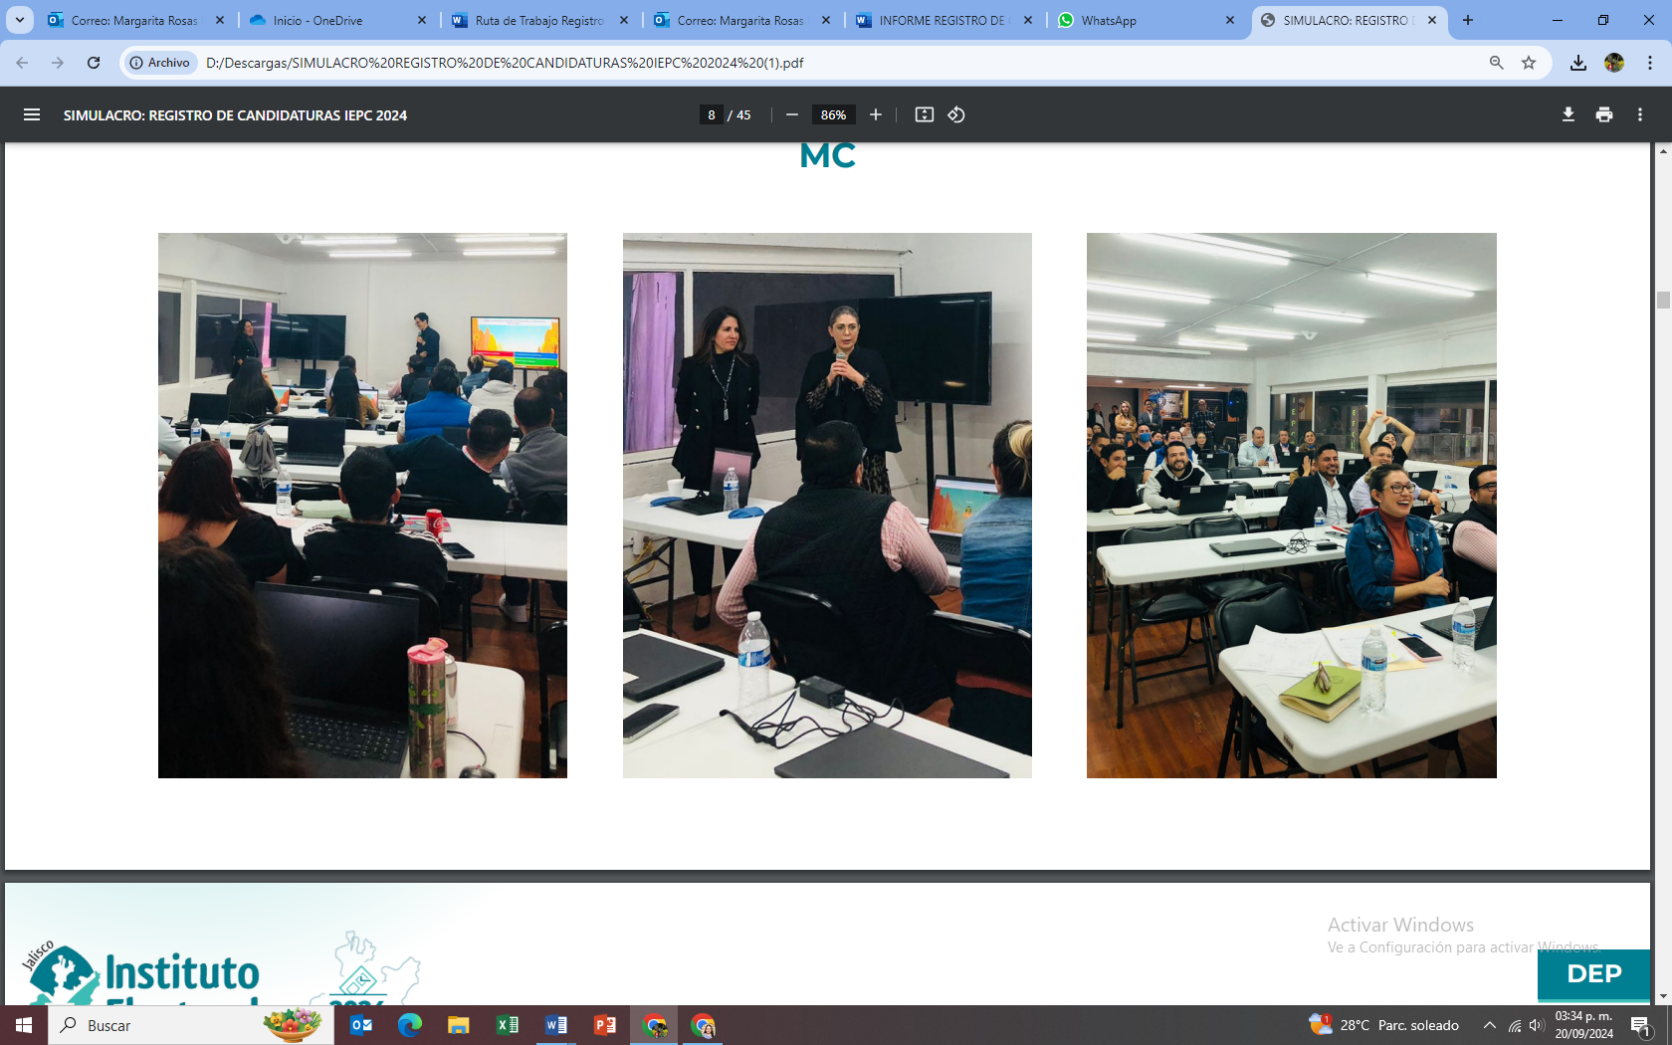 Correo: Margarita Rosas
Inicio - OneDrive
Ruta de Trabajo Registro
Correo: Margarita Rosas
INFORME REGISTRO DE
WhatsApp
SIMULACRO: REGISTRO
Archivo
D:/Descargas/SIMULACRO%20REGISTRO%20DE%20CANDIDATURAS%20IEPC%202024%20(1).pdf
SIMULACRO: REGISTRO DE CANDIDATURAS IEPC 2024
8 / 45
86%
MC
Activar Windows
Ve a Configuración para activar Windows.
Jalisco
Instituto
Electoral
2024
DEP
Buscar
28°C Parc. soleado
03:34 p. m.
20/09/2024
1